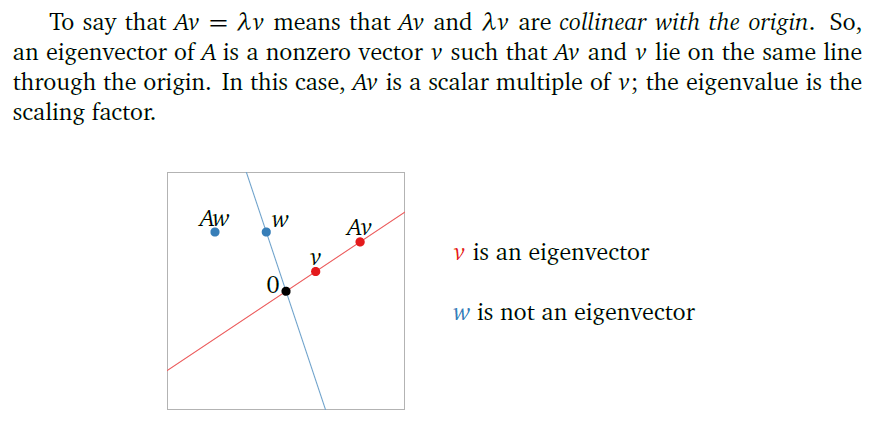 To say that Av = λv means that Av and λv are collinear with the origin. So,
an eigenvector of A is a nonzero vector v such that Av and v lie on the same line
through the origin. In this case, Av is a scalar multiple of v; the eigenvalue is the
scaling factor.
Aw
w
Av
v
0
v is an eigenvector
w is not an eigenvector